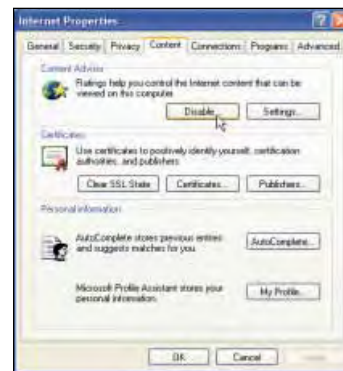 Internet Properties
General Security Privacy Content Connections Programs Advanced
Content Advisor
Ratings help you control the Internet content that can be
viewed on this computer.
Disable... Settings...
Certificates
Use certificates to positively identify yourself, certification
authorities, and publishers.
Clear SSL State Certificates... Publishers...
Personal information
AutoComplete stores previous entries
and suggests matches for you.
AutoComplete...
Microsoft Profile Assistant stores your
personal information.
My Profile...
OK Cancel